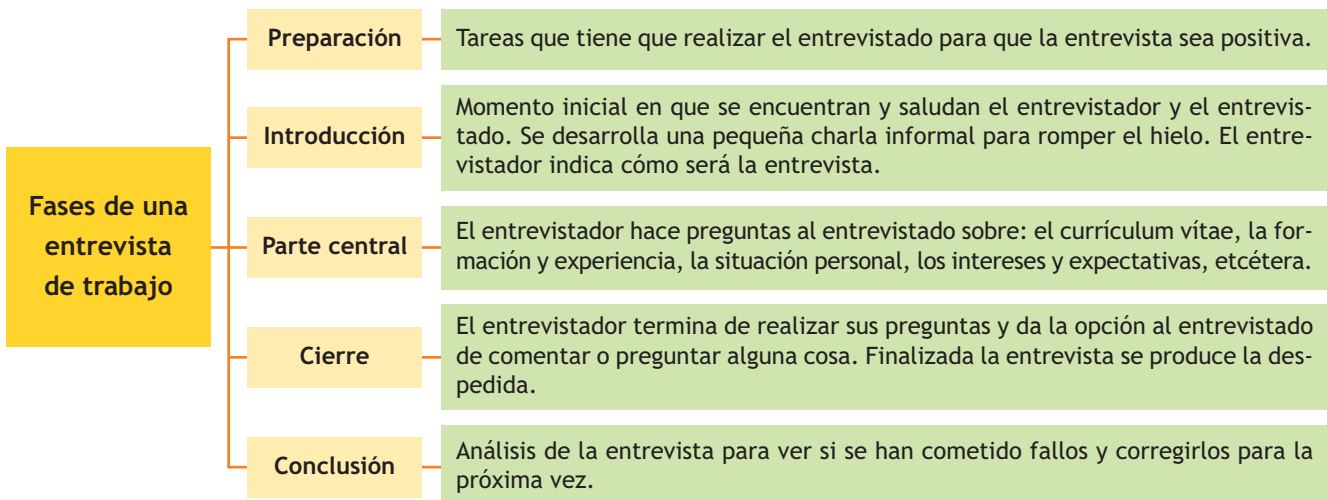 Fases de una
entrevista
de trabajo
Preparación
Tareas que tiene que realizar el entrevistado para que la entrevista sea positiva.
Introducción
Momento inicial en que se encuentran y saludan el entrevistador y el entrevis-
tado. Se desarrolla una pequeña charla informal para romper el hielo. El entre-
vistador indica cómo será la entrevista.
Parte central
El entrevistador hace preguntas al entrevistado sobre: el currículum vítae, la for-
mación y experiencia, la situación personal, los intereses y expectativas, etcétera.
Cierre
El entrevistador termina de realizar sus preguntas y da la opción al entrevistado
de comentar o preguntar alguna cosa. Finalizada la entrevista se produce la des-
pedida.
Conclusión
Análisis de la entrevista para ver si se han cometido fallos y corregirlos para la
próxima vez.